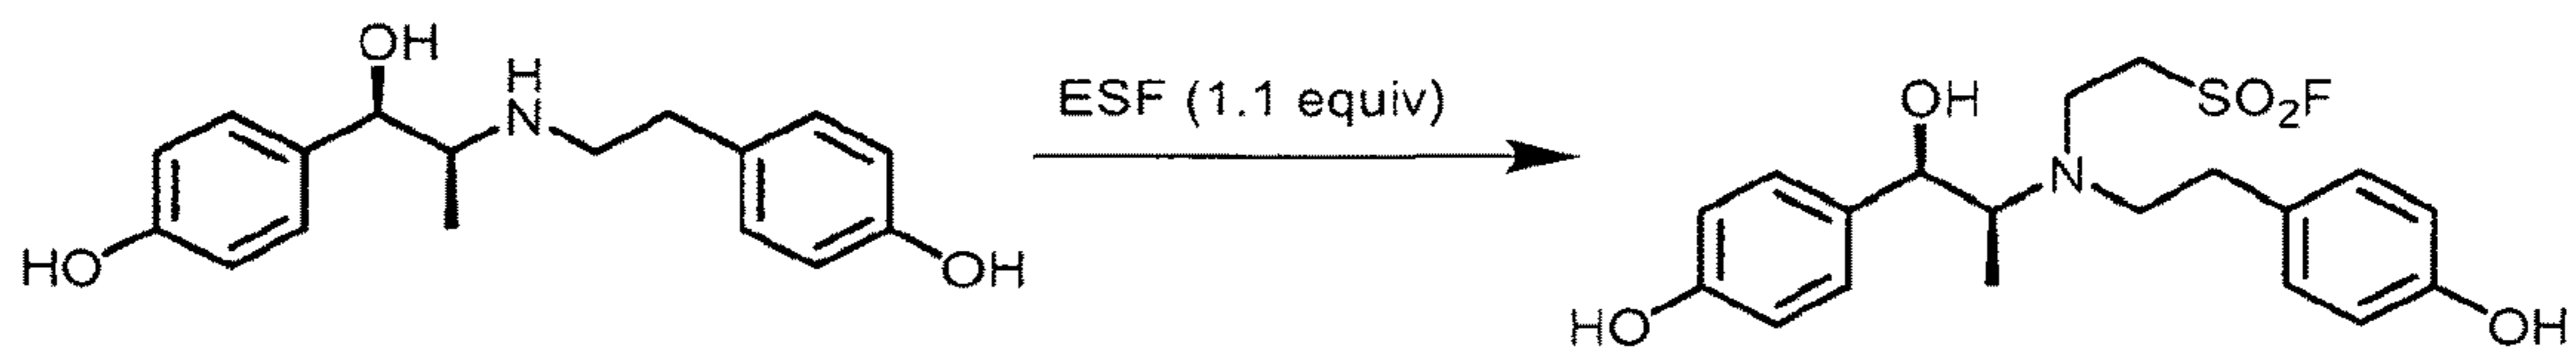 OH
H
N
HO
OH
ESF (1.1 equiv)
SO₂F
OH
N
HO
OH